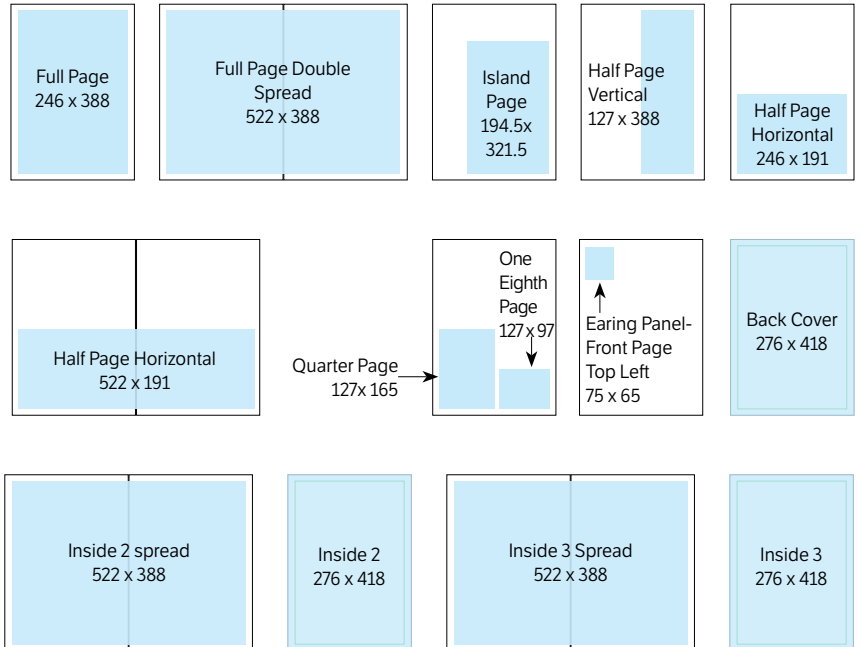 Full Page
246 x 388
Full Page Double
Spread
522 x 388
Island
Page
194.5x
321.5
Half Page
Vertical
127 x 388
Half Page
Horizontal
246 x 191
Half Page Horizontal
522 x 191
Quarter Page
127x 165
One
Eighth
Page
127 x 97
Earing Panel-
Front Page
Top Left
75 x 65
Back Cover
276 x 418
Inside 2 spread
522 x 388
Inside 2
276 x 418
Inside 3 Spread
522 x 388
Inside 3
276 x 418